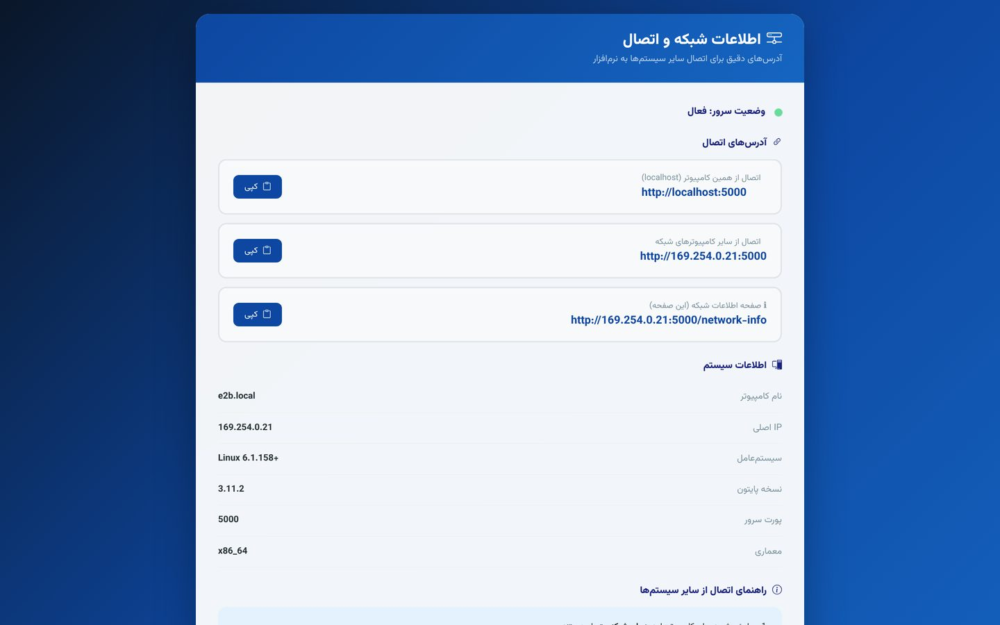 اطلاعات شبکه و اتصال
آدرس‌های دقیق برای اتصال سایر سیستم‌ها به نرم‌افزار
وضعیت سرور: فعال
آدرس‌های اتصال
اتصال از همین کامپیوتر (localhost)
http://localhost:5000
کپی
اتصال از سایر کامپیوترهای شبکه
http://169.254.0.21:5000
کپی
ℹ صفحه اطلاعات شبکه (این صفحه)
http://169.254.0.21:5000/network-info
کپی
اطلاعات سیستم
نام کامپیوتر e2b.local
IP اصلی 169.254.0.21
سیستم‌عامل Linux 6.1.158+
نسخه پایتون 3.11.2
پورت سرور 5000
معماری x86_64
راهنمای اتصال از سایر سیستم‌ها